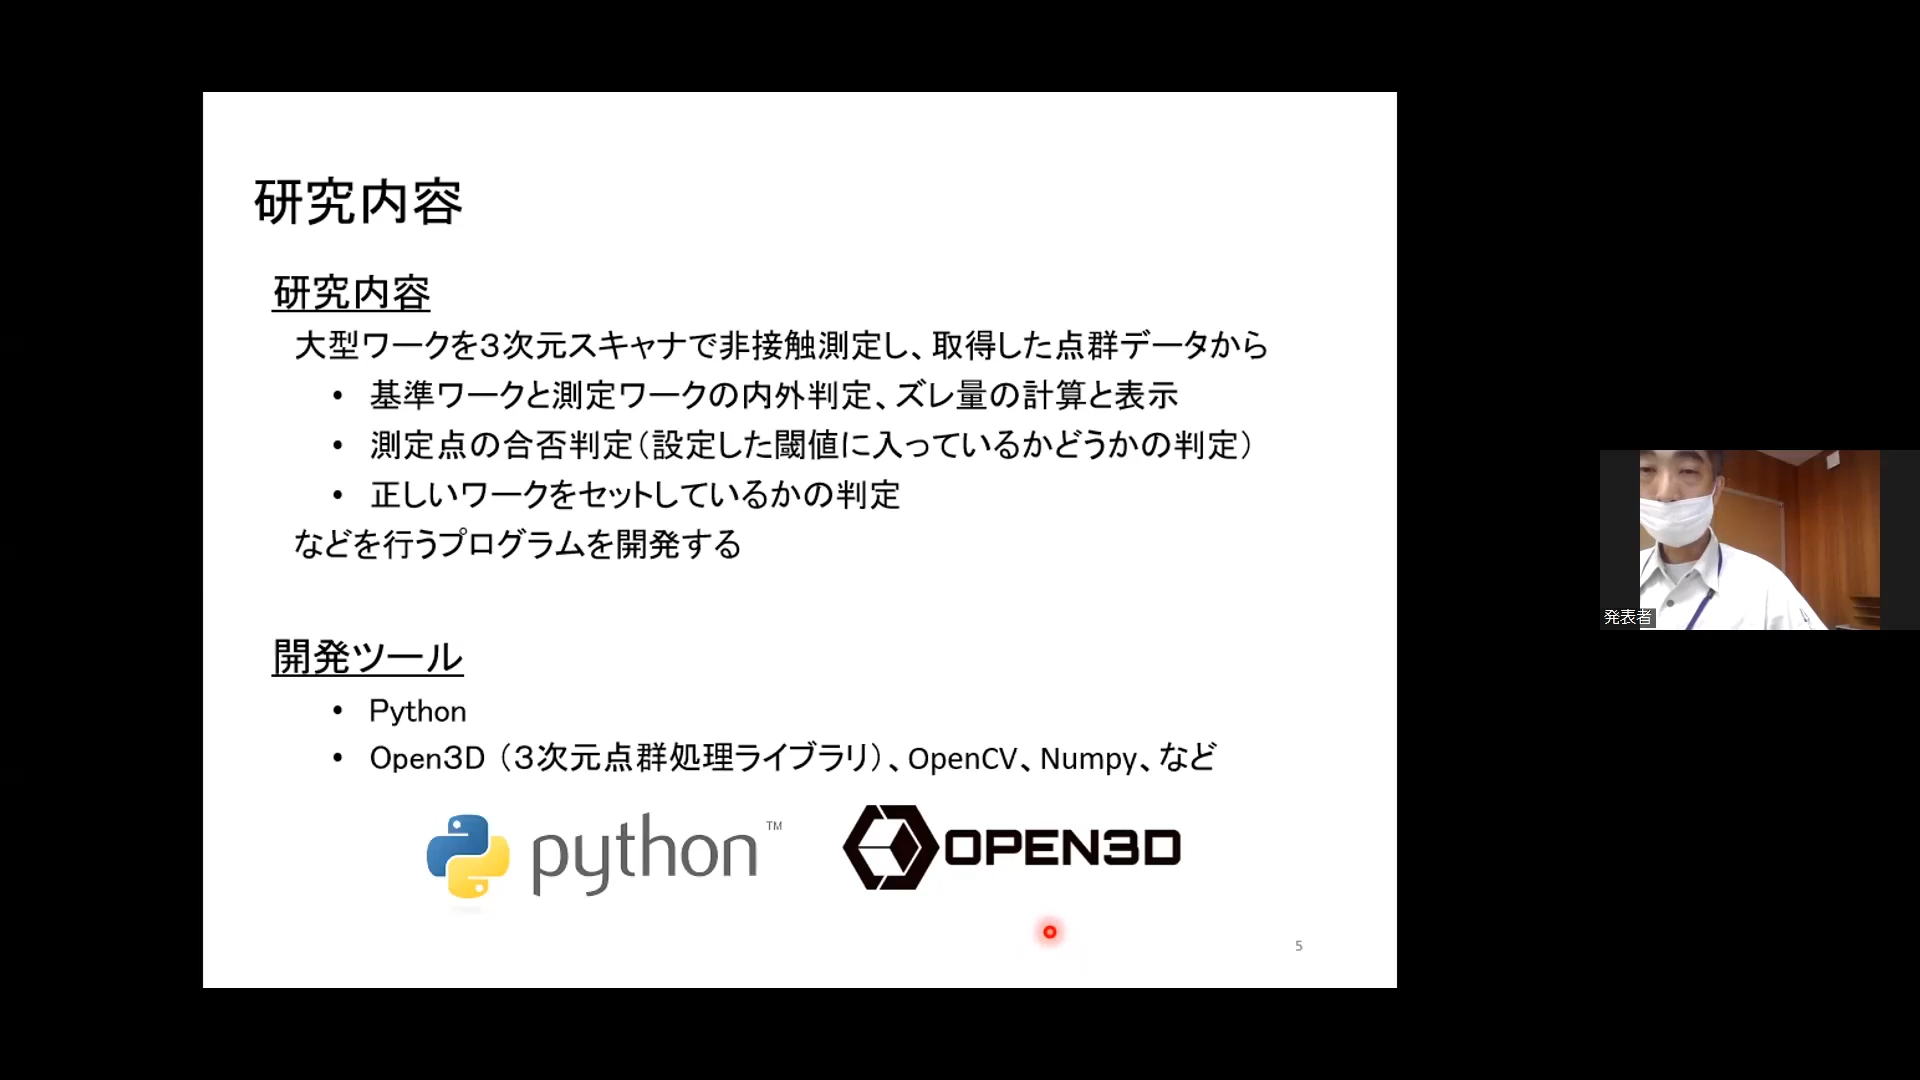 研究内容
研究内容
大型ワークを３次元スキャナで非接触測定し、取得した点群データから
• 基準ワークと測定ワークの内外判定、ズレ量の計算と表示
• 測定点の合否判定（設定した閾値に入っているかどうかの判定）
• 正しいワークをセットしているかの判定
などを行うプログラムを開発する
開発ツール
• Python
• Open3D （３次元点群処理ライブラリ）、OpenCV、Numpy、など
python™
OPEN3D
5
発表者